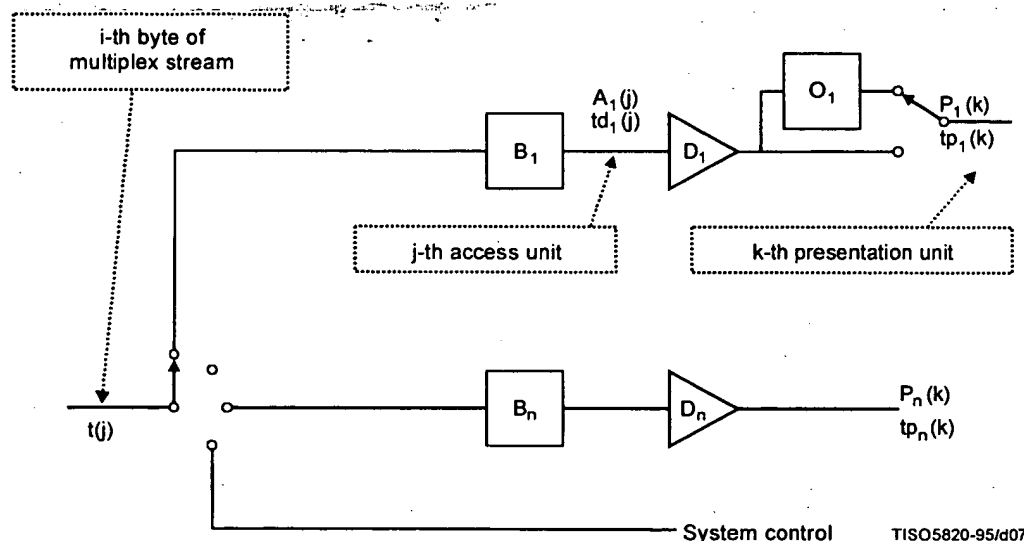 i-th byte of
multiplex stream
A₁(j)
td₁(j)
O₁
P₁(k)
tp₁(k)
B₁
D₁
j-th access unit
k-th presentation unit
t(j)
Bₙ
Dₙ
Pₙ(k)
tpₙ(k)
System control
TISO5820-95/d07